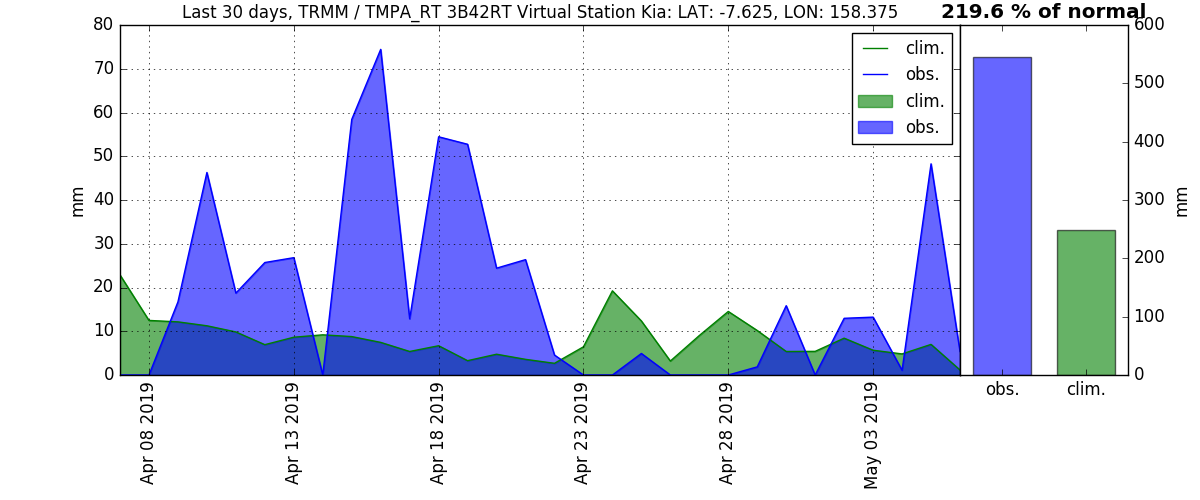 Last 30 days, TRMM / TMPA_RT 3B42RT Virtual Station Kia: LAT: -7.625, LON: 158.375
219.6 % of normal
80
70
60
50
40
30
20
10
0
mm
clim.
obs.
clim.
obs.
600
500
400
300
200
100
0
mm
Apr 08 2019
Apr 13 2019
Apr 18 2019
Apr 23 2019
Apr 28 2019
May 03 2019
obs.
clim.